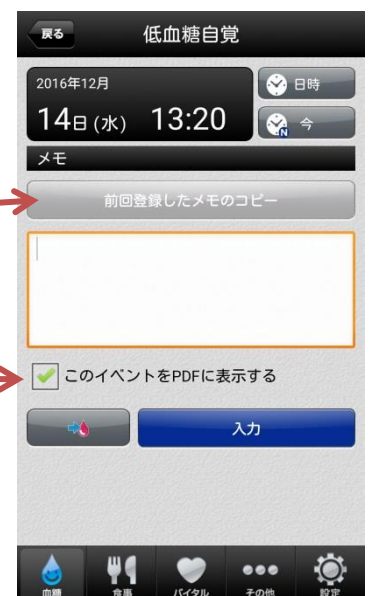 戻る
低血糖自覚
2016年12月
14日(水) 13:20
日時
N 今
メモ
前回登録したメモのコピー
このイベントをPDFに表示する
入力
血糖 食事 バイタル その他 設定